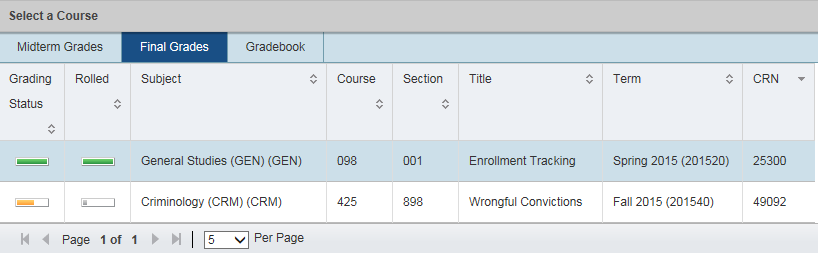 Select a Course
Midterm Grades Final Grades Gradebook
Grading Status Rolled Subject Course Section Title Term CRN
General Studies (GEN) (GEN) 098 001 Enrollment Tracking Spring 2015 (201520) 25300
Criminology (CRM) (CRM) 425 898 Wrongful Convictions Fall 2015 (201540) 49092
Page 1 of 1 5 Per Page